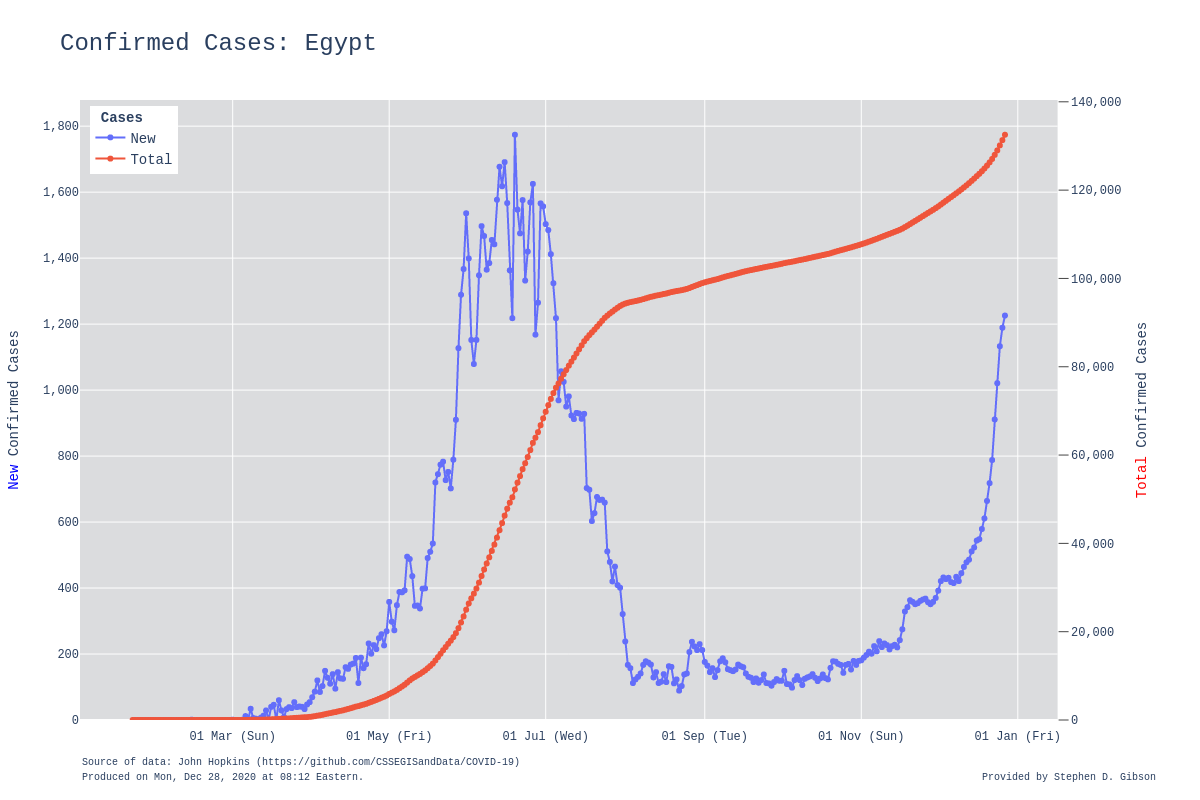 Confirmed Cases: Egypt
Cases
New
Total
1,800
1,600
1,400
1,200
1,000
800
600
400
200
0
140,000
120,000
100,000
80,000
60,000
40,000
20,000
0
New Confirmed Cases
Total Confirmed Cases
01 Mar (Sun) 01 May (Fri) 01 Jul (Wed) 01 Sep (Tue) 01 Nov (Sun) 01 Jan (Fri)
Source of data: John Hopkins (https://github.com/CSSEGISandData/COVID-19)
Produced on Mon, Dec 28, 2020 at 08:12 Eastern.
Provided by Stephen D. Gibson